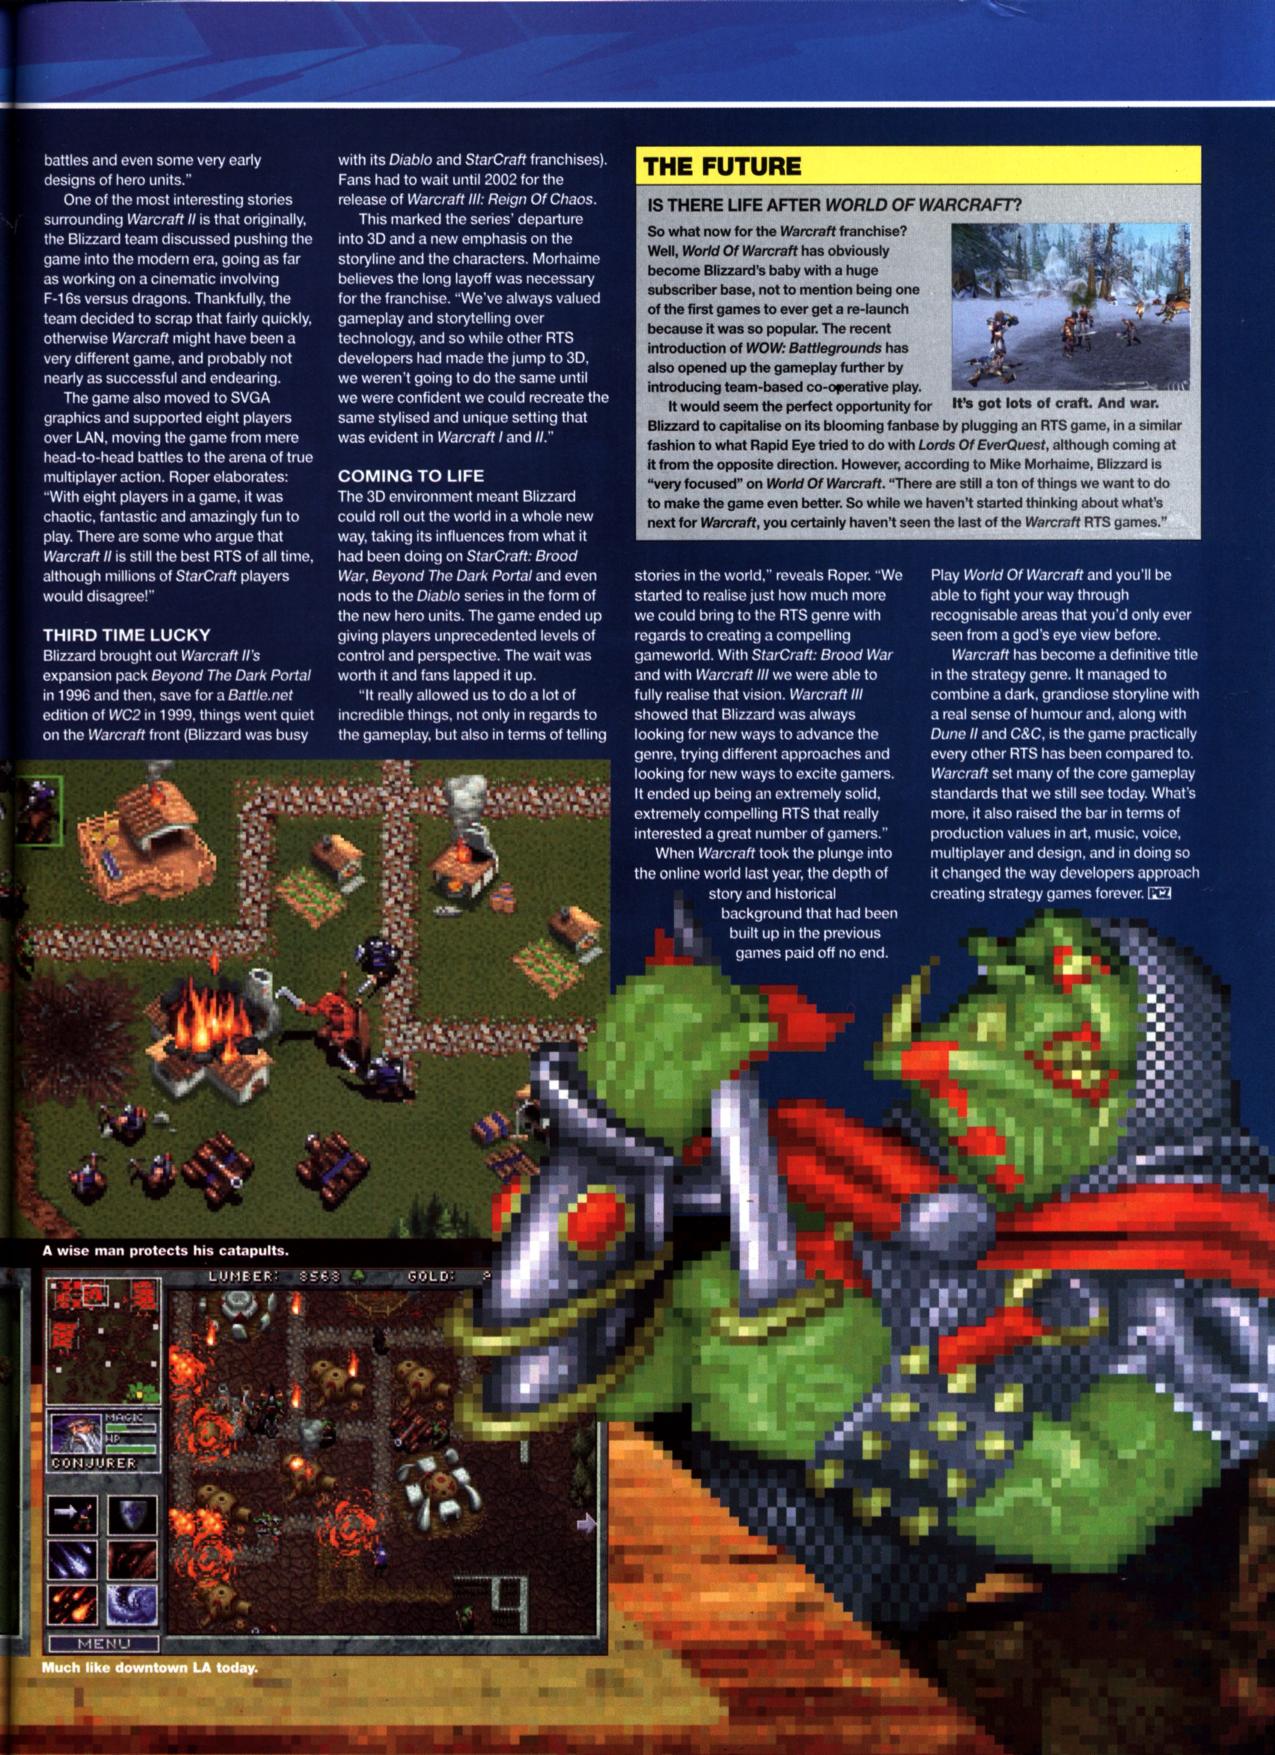 battles and even some very early
designs of hero units.”
One of the most interesting stories
surrounding Warcraft II is that originally,
the Blizzard team discussed pushing the
game into the modern era, going as far
as working on a cinematic involving
F-16s versus dragons. Thankfully, the
team decided to scrap that fairly quickly,
otherwise Warcraft might have been a
very different game, and probably not
nearly as successful and endearing.
The game also moved to SVGA
graphics and supported eight players
over LAN, moving the game from mere
head-to-head battles to the arena of true
multiplayer action. Roper elaborates:
“With eight players in a game, it was
chaotic, fantastic and amazingly fun to
play. There are some who argue that
Warcraft II is still the best RTS of all time,
although millions of StarCraft players
would disagree!”
THIRD TIME LUCKY
Blizzard brought out Warcraft II’s
expansion pack Beyond The Dark Portal
in 1996 and then, save for a Battle.net
edition of WC2 in 1999, things went quiet
on the Warcraft front (Blizzard was busy
with its Diablo and StarCraft franchises).
Fans had to wait until 2002 for the
release of Warcraft III: Reign Of Chaos.
This marked the series’ departure
into 3D and a new emphasis on the
storyline and the characters. Morhaime
believes the long layoff was necessary
for the franchise. “We’ve always valued
gameplay and storytelling over
technology, and so while other RTS
developers had made the jump to 3D,
we weren’t going to do the same until
we were confident we could recreate the
same stylised and unique setting that
was evident in Warcraft I and II.”
COMING TO LIFE
The 3D environment meant Blizzard
could roll out the world in a whole new
way, taking its influences from what it
had been doing on StarCraft: Brood
War, Beyond The Dark Portal and even
nods to the Diablo series in the form of
the new hero units. The game ended up
giving players unprecedented levels of
control and perspective. The wait was
worth it and fans lapped it up.
“It really allowed us to do a lot of
incredible things, not only in regards to
the gameplay, but also in terms of telling
stories in the world,” reveals Roper. “We
started to realise just how much more
we could bring to the RTS genre with
regards to creating a compelling
gameworld. With StarCraft: Brood War
and with Warcraft III we were able to
fully realise that vision. Warcraft III
showed that Blizzard was always
looking for new ways to advance the
genre, trying different approaches and
looking for new ways to excite gamers.
It ended up being an extremely solid,
extremely compelling RTS that really
interested a great number of gamers.”
When Warcraft took the plunge into
the online world last year, the depth of
story and historical
background that had been
built up in the previous
games paid off no end.
Play World Of Warcraft and you’ll be
able to fight your way through
recognisable areas that you’d only ever
seen from a god’s eye view before.
Warcraft has become a definitive title
in the strategy genre. It managed to
combine a dark, grandiose storyline with
a real sense of humour and, along with
Dune II and C&C, is the game practically
every other RTS has been compared to.
Warcraft set many of the core gameplay
standards that we still see today. What’s
more, it also raised the bar in terms of
production values in art, music, voice,
multiplayer and design, and in doing so
it changed the way developers approach
creating strategy games forever. PCZ
THE FUTURE
IS THERE LIFE AFTER WORLD OF WARCRAFT?
So what now for the Warcraft franchise?
Well, World Of Warcraft has obviously
become Blizzard’s baby with a huge
subscriber base, not to mention being one
of the first games to ever get a re-launch
because it was so popular. The recent
introduction of WOW: Battlegrounds has
also opened up the gameplay further by
introducing team-based co-operative play.
It would seem the perfect opportunity for
Blizzard to capitalise on its blooming fanbase by plugging an RTS game, in a similar
fashion to what Rapid Eye tried to do with Lords Of EverQuest, although coming at
it from the opposite direction. However, according to Mike Morhaime, Blizzard is
“very focused” on World Of Warcraft. “There are still a ton of things we want to do
to make the game even better. So while we haven’t started thinking about what’s
next for Warcraft, you certainly haven’t seen the last of the Warcraft RTS games.”
It’s got lots of craft. And war.
A wise man protects his catapults.
LUMBER: 8568 GOLD:
MAGIC
HP
CONJURER
MENU
Much like downtown LA today.